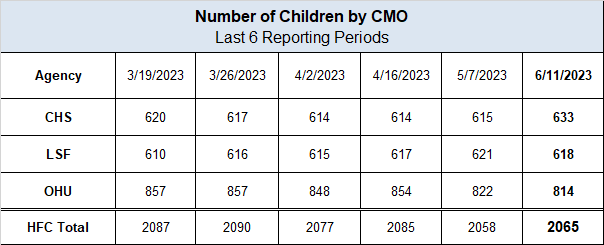 Number of Children by CMO
Last 6 Reporting Periods
Agency 3/19/2023 3/26/2023 4/2/2023 4/16/2023 5/7/2023 6/11/2023
CHS 620 617 614 614 615 633
LSF 610 616 615 617 621 618
OHU 857 857 848 854 822 814
HFC Total 2087 2090 2077 2085 2058 2065